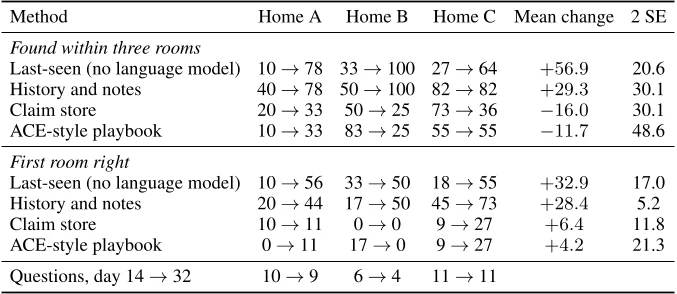 Method Home A Home B Home C Mean change 2 SE
Found within three rooms
Last-seen (no language model) 10 → 78 33 → 100 27 → 64 +56.9 20.6
History and notes 40 → 78 50 → 100 82 → 82 +29.3 30.1
Claim store 20 → 33 50 → 25 73 → 36 −16.0 30.1
ACE-style playbook 10 → 33 83 → 25 55 → 55 −11.7 48.6
First room right
Last-seen (no language model) 10 → 56 33 → 50 18 → 55 +32.9 17.0
History and notes 20 → 44 17 → 50 45 → 73 +28.4 5.2
Claim store 10 → 11 0 → 0 9 → 27 +6.4 11.8
ACE-style playbook 0 → 11 17 → 0 9 → 27 +4.2 21.3
Questions, day 14 → 32 10 → 9 6 → 4 11 → 11